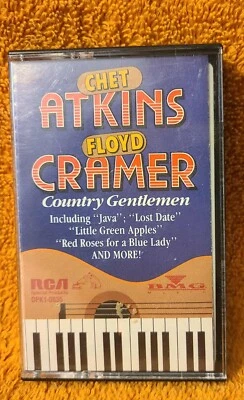 CHET
ATKINS
FLOYD
CRAMER
Country Gentlemen
Including "Java"; "Lost Date"
"Little Green Apples"
"Red Roses for a Blue Lady"
AND MORE!
RCA
BMG